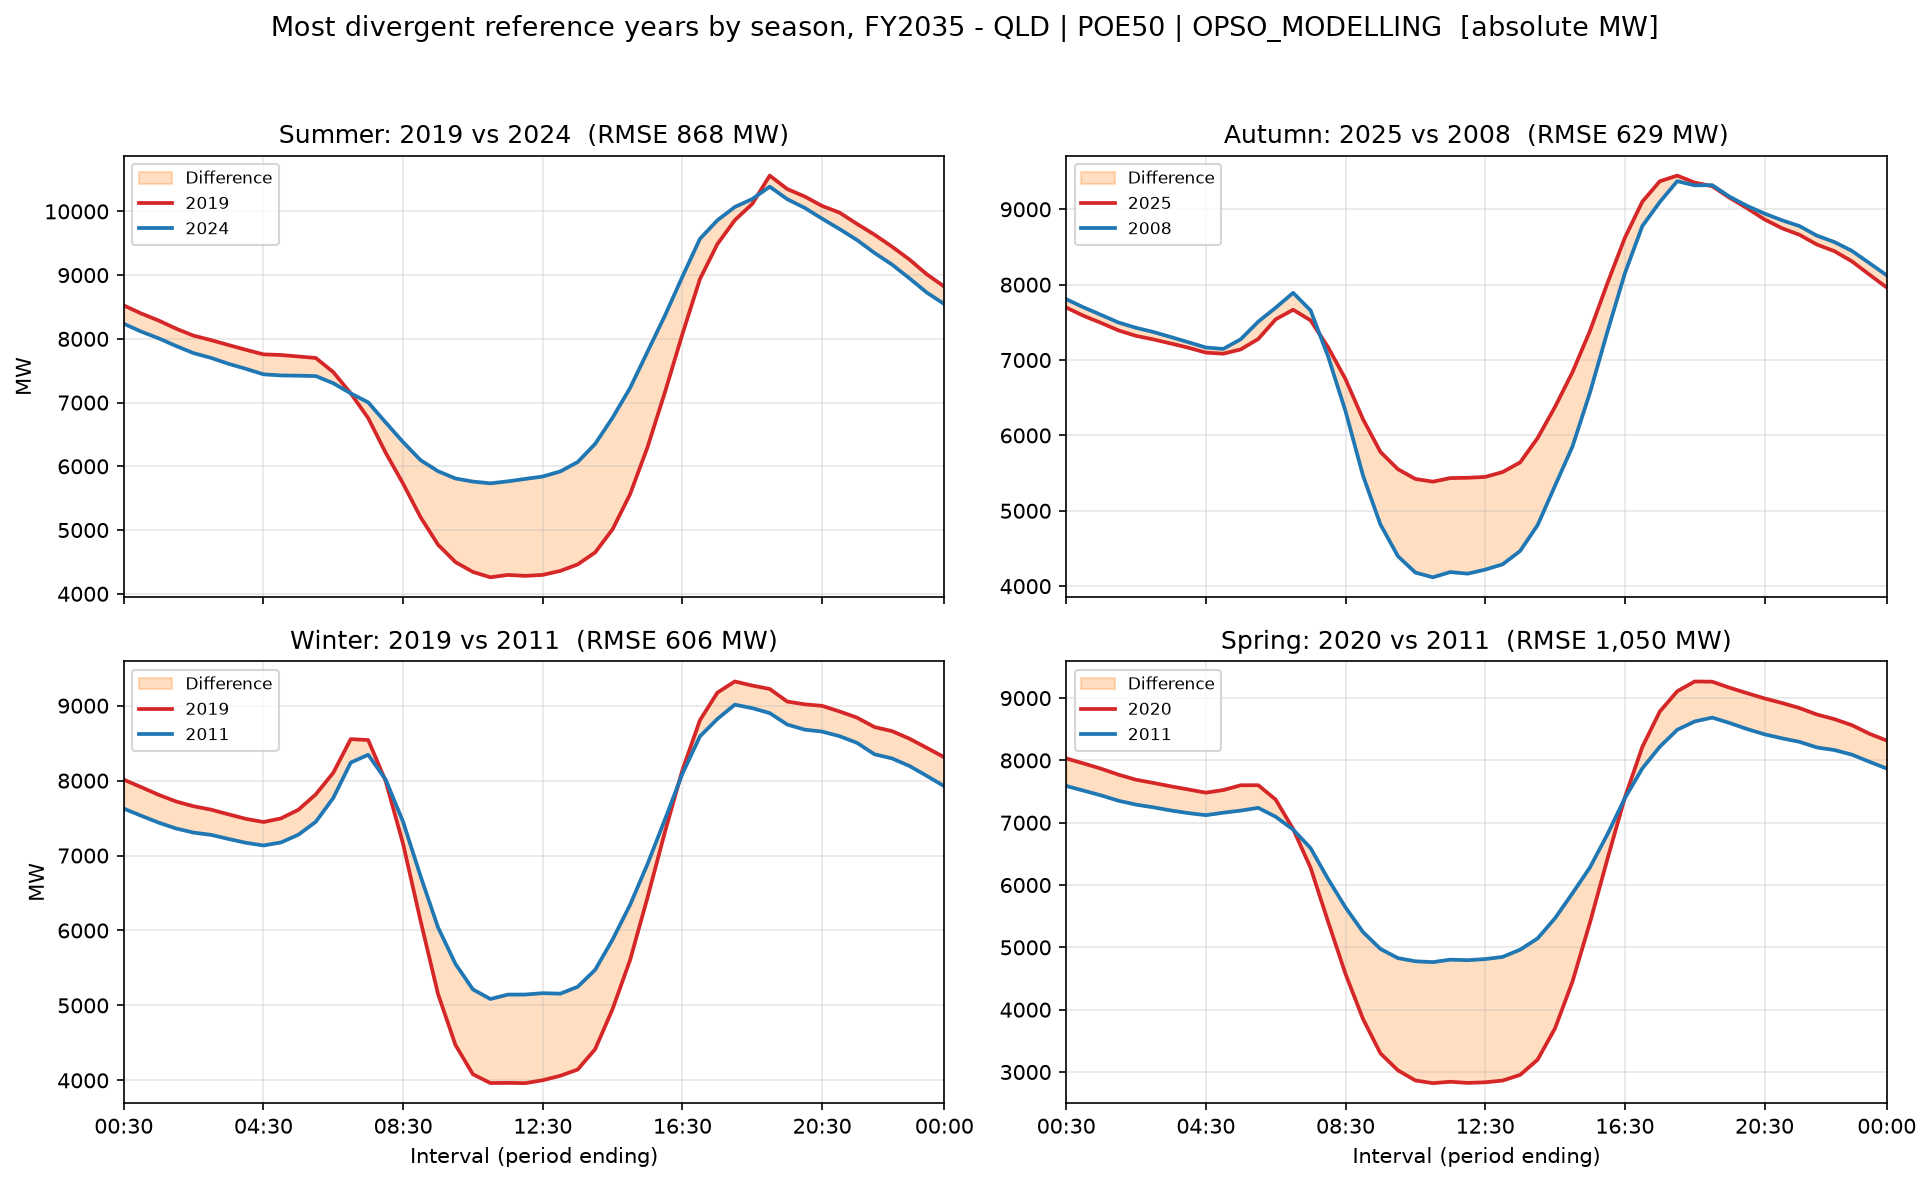 Most divergent reference years by season, FY2035 - QLD | POE50 | OPSO_MODELLING  [absolute MW]
Summer: 2019 vs 2024  (RMSE 868 MW)
Difference
2019
2024
10000
9000
8000
7000
6000
5000
4000
MW
Autumn: 2025 vs 2008  (RMSE 629 MW)
Difference
2025
2008
9000
8000
7000
6000
5000
4000
Winter: 2019 vs 2011  (RMSE 606 MW)
Difference
2019
2011
9000
8000
7000
6000
5000
4000
MW
00:30 04:30 08:30 12:30 16:30 20:30 00:00
Interval (period ending)
Spring: 2020 vs 2011  (RMSE 1,050 MW)
Difference
2020
2011
9000
8000
7000
6000
5000
4000
3000
00:30 04:30 08:30 12:30 16:30 20:30 00:00
Interval (period ending)